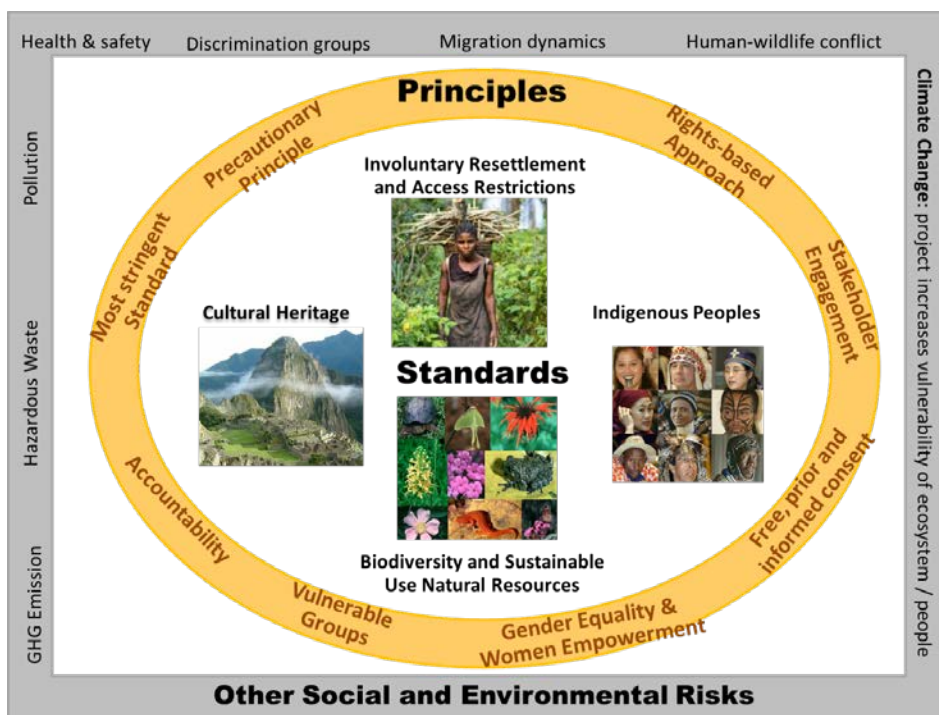 Health & safety
Discrimination groups
Migration dynamics
Human-wildlife conflict
Pollution
Hazardous Waste
GHG Emission
Climate Change: project increases vulnerability of ecosystem / people
Principles
Precautionary
Principle
Rights-based
Approach
Most stringent
Standard
Stakeholder
Engagement
Accountability
Free, prior and
informed consent
Vulnerable
Groups
Gender Equality &
Women Empowerment
Involuntary Resettlement
and Access Restrictions
Cultural Heritage
Indigenous Peoples
Standards
Biodiversity and Sustainable
Use Natural Resources
Other Social and Environmental Risks